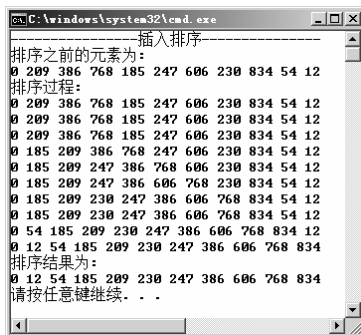 C:\windows\system32\cmd.exe
----------------插入排序----------------
排序之前的元素为:
0 209 386 768 185 247 606 230 834 54 12
排序过程:
0 209 386 768 185 247 606 230 834 54 12
0 209 386 768 185 247 606 230 834 54 12
0 209 386 768 185 247 606 230 834 54 12
0 185 209 386 768 247 606 230 834 54 12
0 185 209 247 386 768 606 230 834 54 12
0 185 209 247 386 606 768 230 834 54 12
0 185 209 230 247 386 606 768 834 54 12
0 185 209 230 247 386 606 768 834 54 12
0 54 185 209 230 247 386 606 768 834 12
0 12 54 185 209 230 247 386 606 768 834
排序结果为:
0 12 54 185 209 230 247 386 606 768 834
请按任意键继续. . .